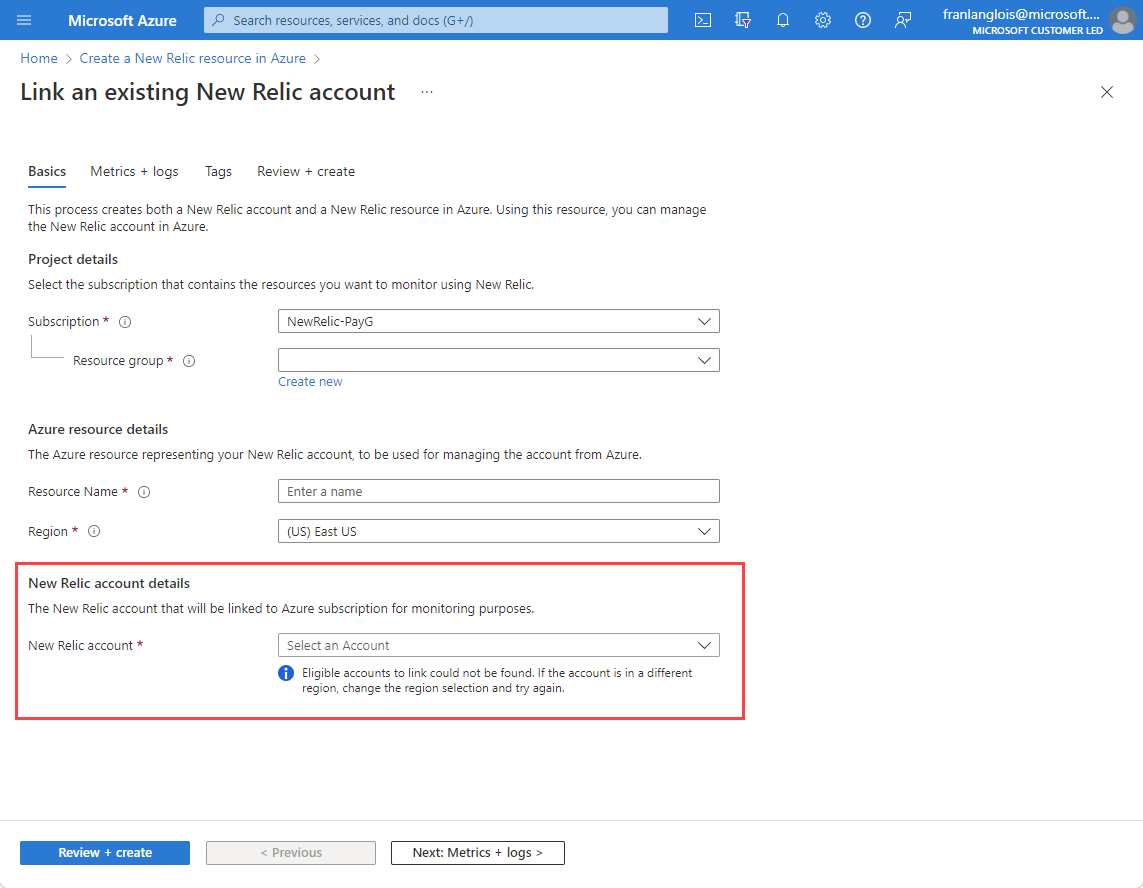 Microsoft Azure
Search resources, services, and docs (G+/)
franlanglois@microsoft....
MICROSOFT CUSTOMER LED
Home > Create a New Relic resource in Azure >
Link an existing New Relic account ...
Basics Metrics + logs Tags Review + create
This process creates both a New Relic account and a New Relic resource in Azure. Using this resource, you can manage
the New Relic account in Azure.
Project details
Select the subscription that contains the resources you want to monitor using New Relic.
Subscription *
NewRelic-PayG
Resource group *
Create new
Azure resource details
The Azure resource representing your New Relic account, to be used for managing the account from Azure.
Resource Name *
Enter a name
Region *
(US) East US
New Relic account details
The New Relic account that will be linked to Azure subscription for monitoring purposes.
New Relic account *
Select an Account
Eligible accounts to link could not be found. If the account is in a different
region, change the region selection and try again.
Review + create
< Previous
Next: Metrics + logs >